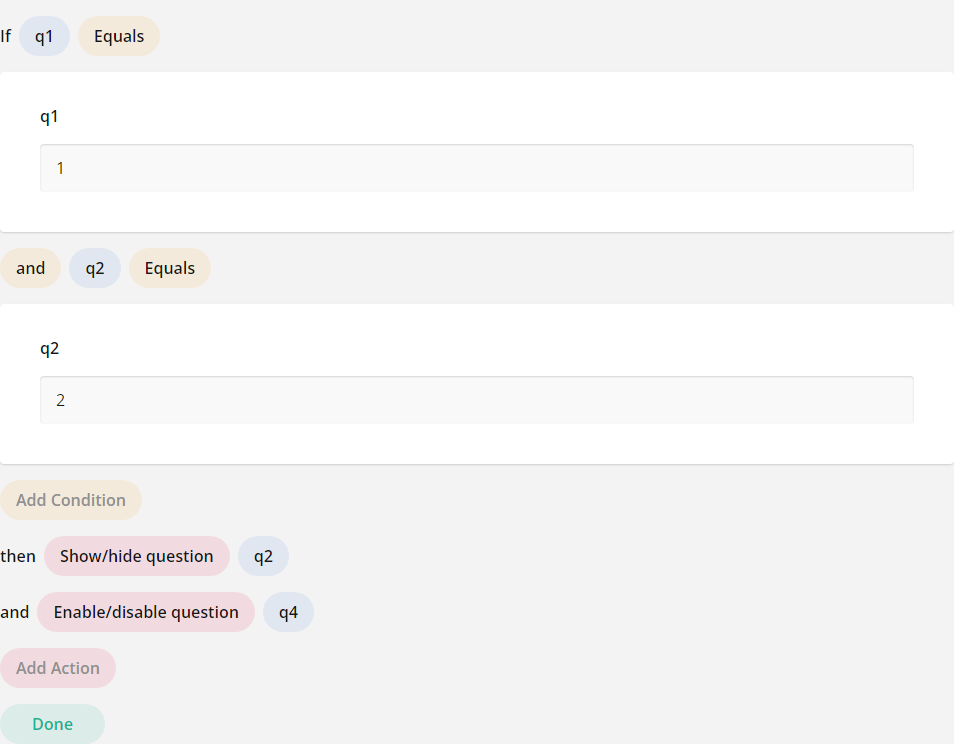 If q1 Equals
q1
1
and q2 Equals
q2
2
Add Condition
then Show/hide question q2
and Enable/disable question q4
Add Action
Done